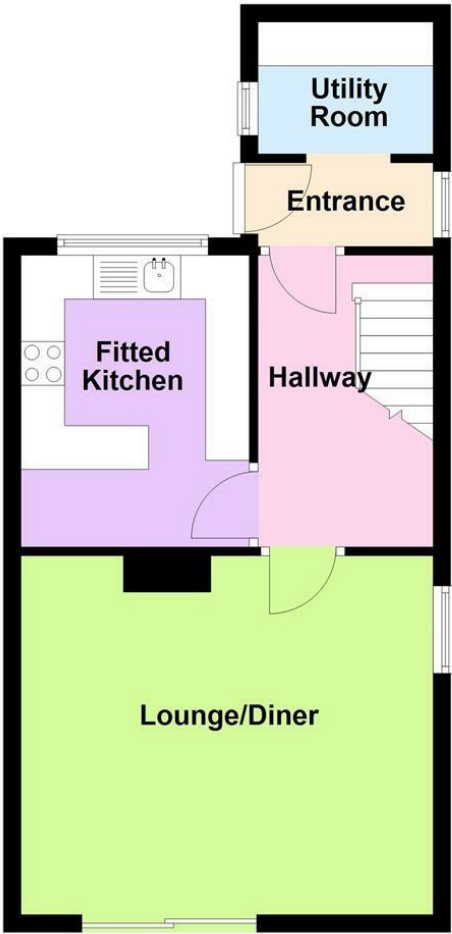 Utility
Room
Entrance
Fitted
Kitchen
Hallway
Lounge/Diner